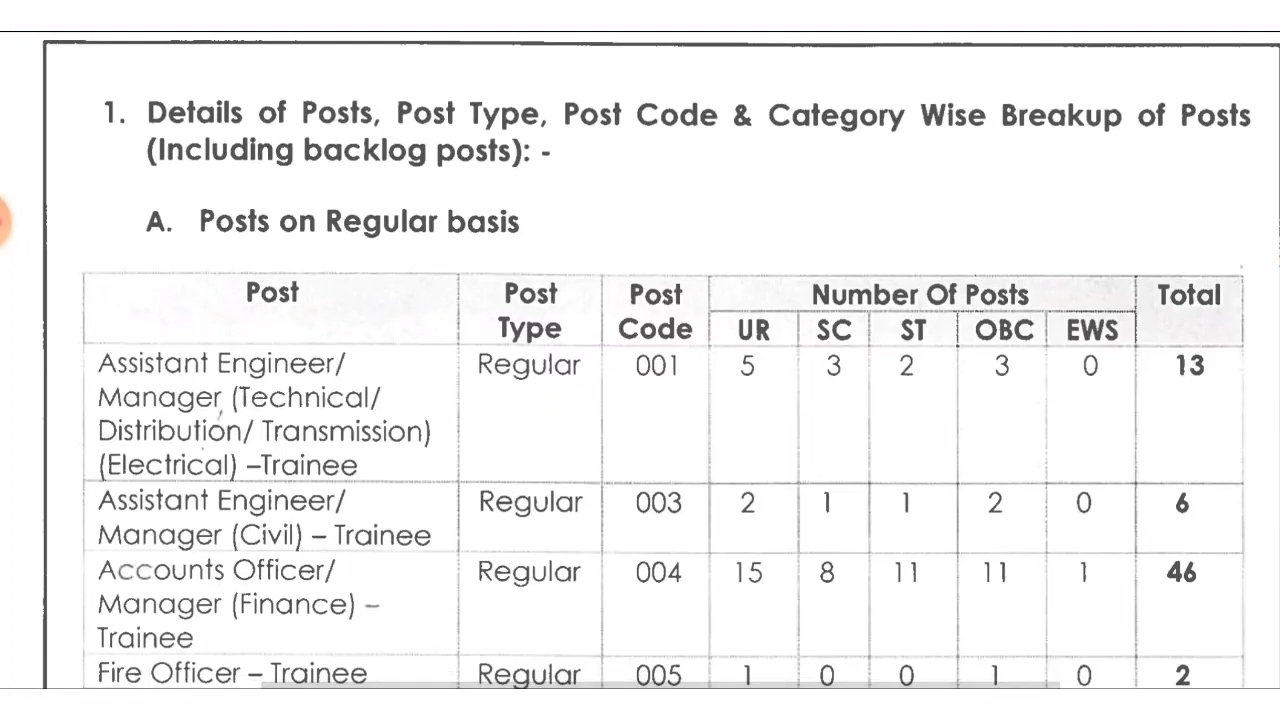 1. Details of Posts, Post Type, Post Code & Category Wise Breakup of Posts
(Including backlog posts): -
A. Posts on Regular basis
Post Post Type Post Code Number Of Posts Total
UR SC ST OBC EWS
Assistant Engineer/ Regular 001 5 3 2 3 0 13
Manager (Technical/
Distribution/ Transmission)
(Electrical) –Trainee
Assistant Engineer/ Regular 003 2 1 1 2 0 6
Manager (Civil) – Trainee
Accounts Officer/ Regular 004 15 8 11 11 1 46
Manager (Finance) –
Trainee
Fire Officer – Trainee Regular 005 1 0 0 1 0 2